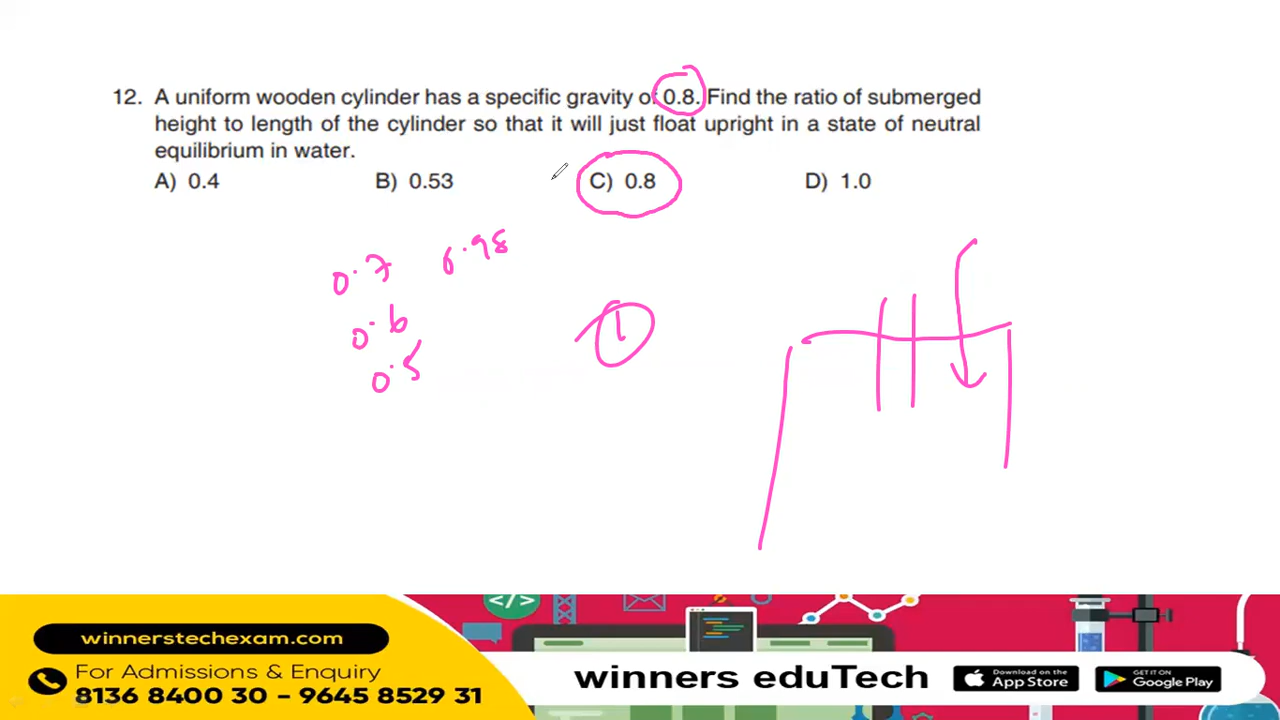 12. A uniform wooden cylinder has a specific gravity of 0.8. Find the ratio of submerged
height to length of the cylinder so that it will just float upright in a state of neutral
equilibrium in water.
A) 0.4 B) 0.53 C) 0.8 D) 1.0
0.7 0.98
0.6
0.5
1
</>
winnerstechexam.com
For Admissions & Enquiry
8136 8400 30 – 9645 8529 31
winners eduTech
Download on the
App Store
GET IT ON
Google Play